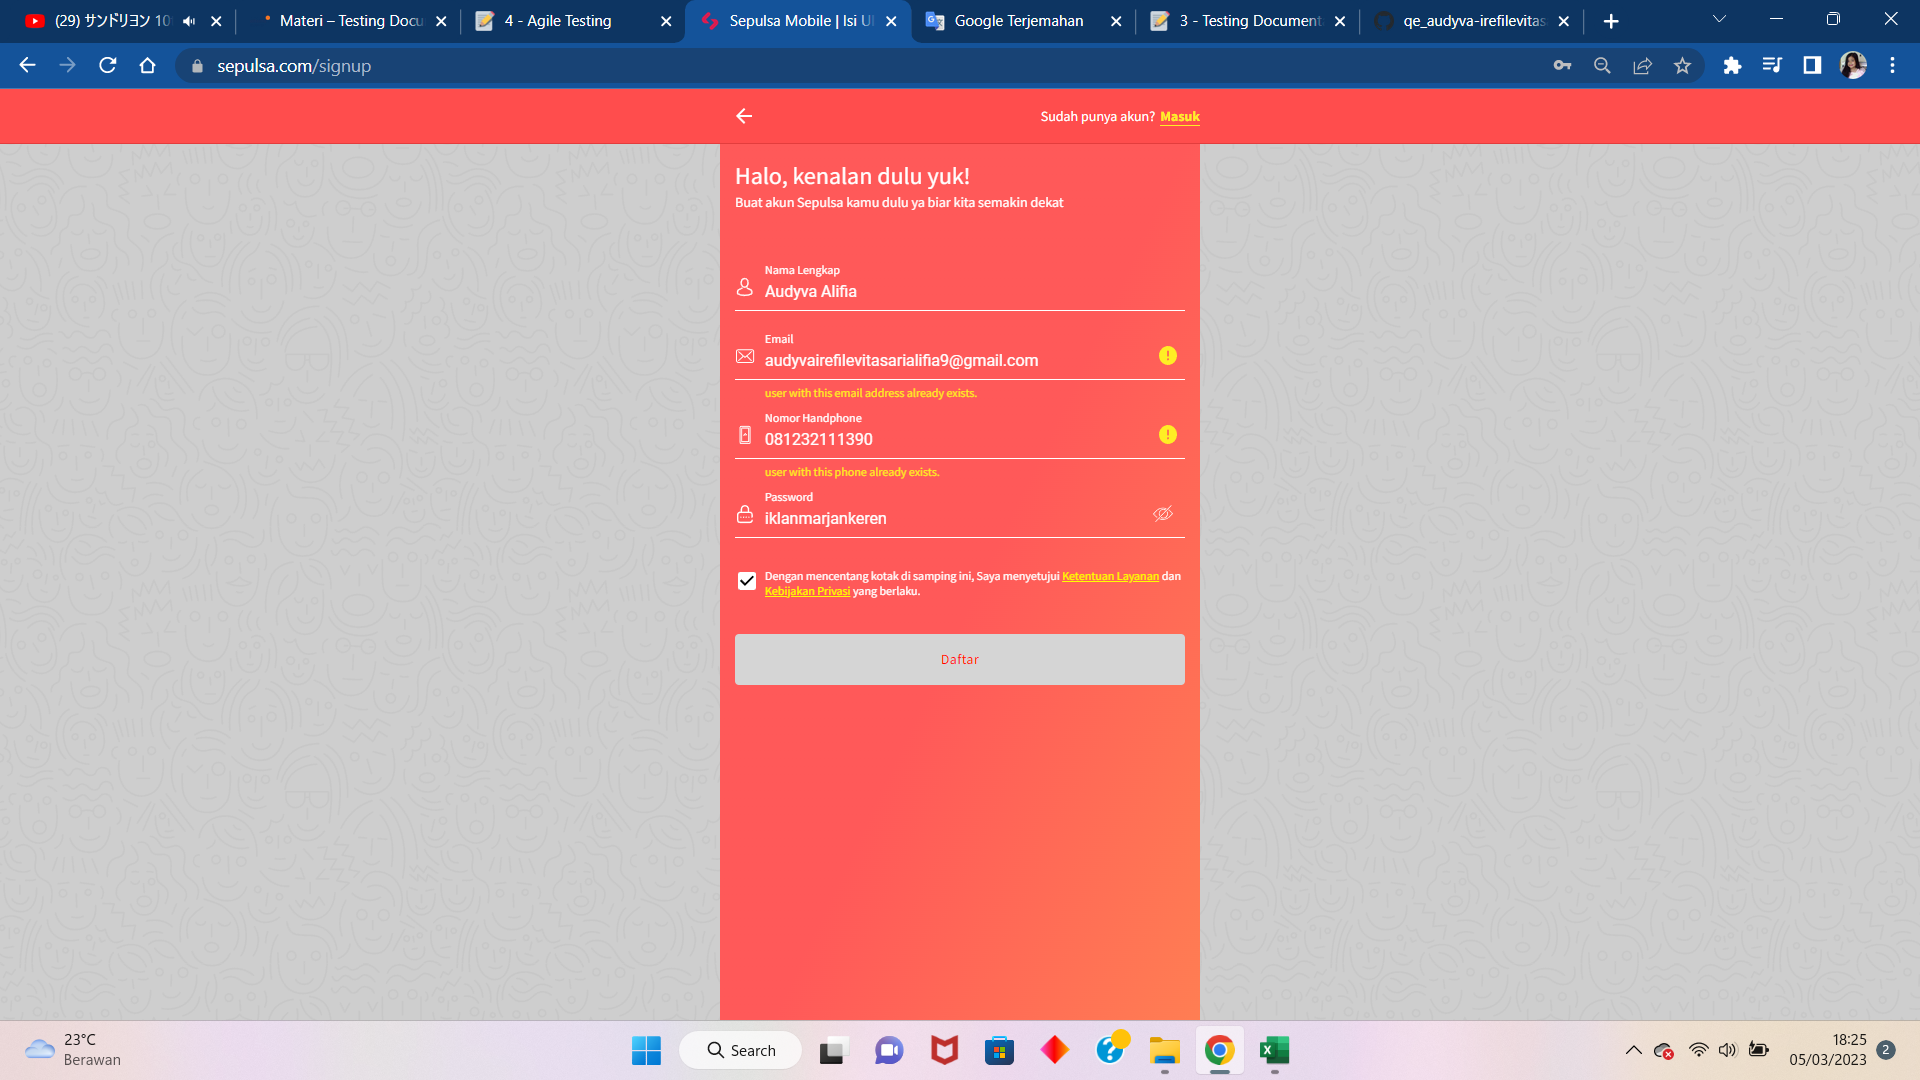 (29) サンドリヨン 10
Materi – Testing Docu
4 - Agile Testing
Sepulsa Mobile | Isi Ul
Google Terjemahan
3 - Testing Document
qe_audyva-irefilevitas
sepulsa.com/signup
Sudah punya akun? Masuk
Halo, kenalan dulu yuk!
Buat akun Sepulsa kamu dulu ya biar kita semakin dekat
Nama Lengkap
Audyva Alifia
Email
audyvairefilevitasarialifia9@gmail.com
user with this email address already exists.
Nomor Handphone
081232111390
user with this phone already exists.
Password
iklanmarjankeren
Dengan mencentang kotak di samping ini, Saya menyetujui Ketentuan Layanan dan
Kebijakan Privasi yang berlaku.
Daftar
23°C
Berawan
Search
18:25
05/03/2023
2